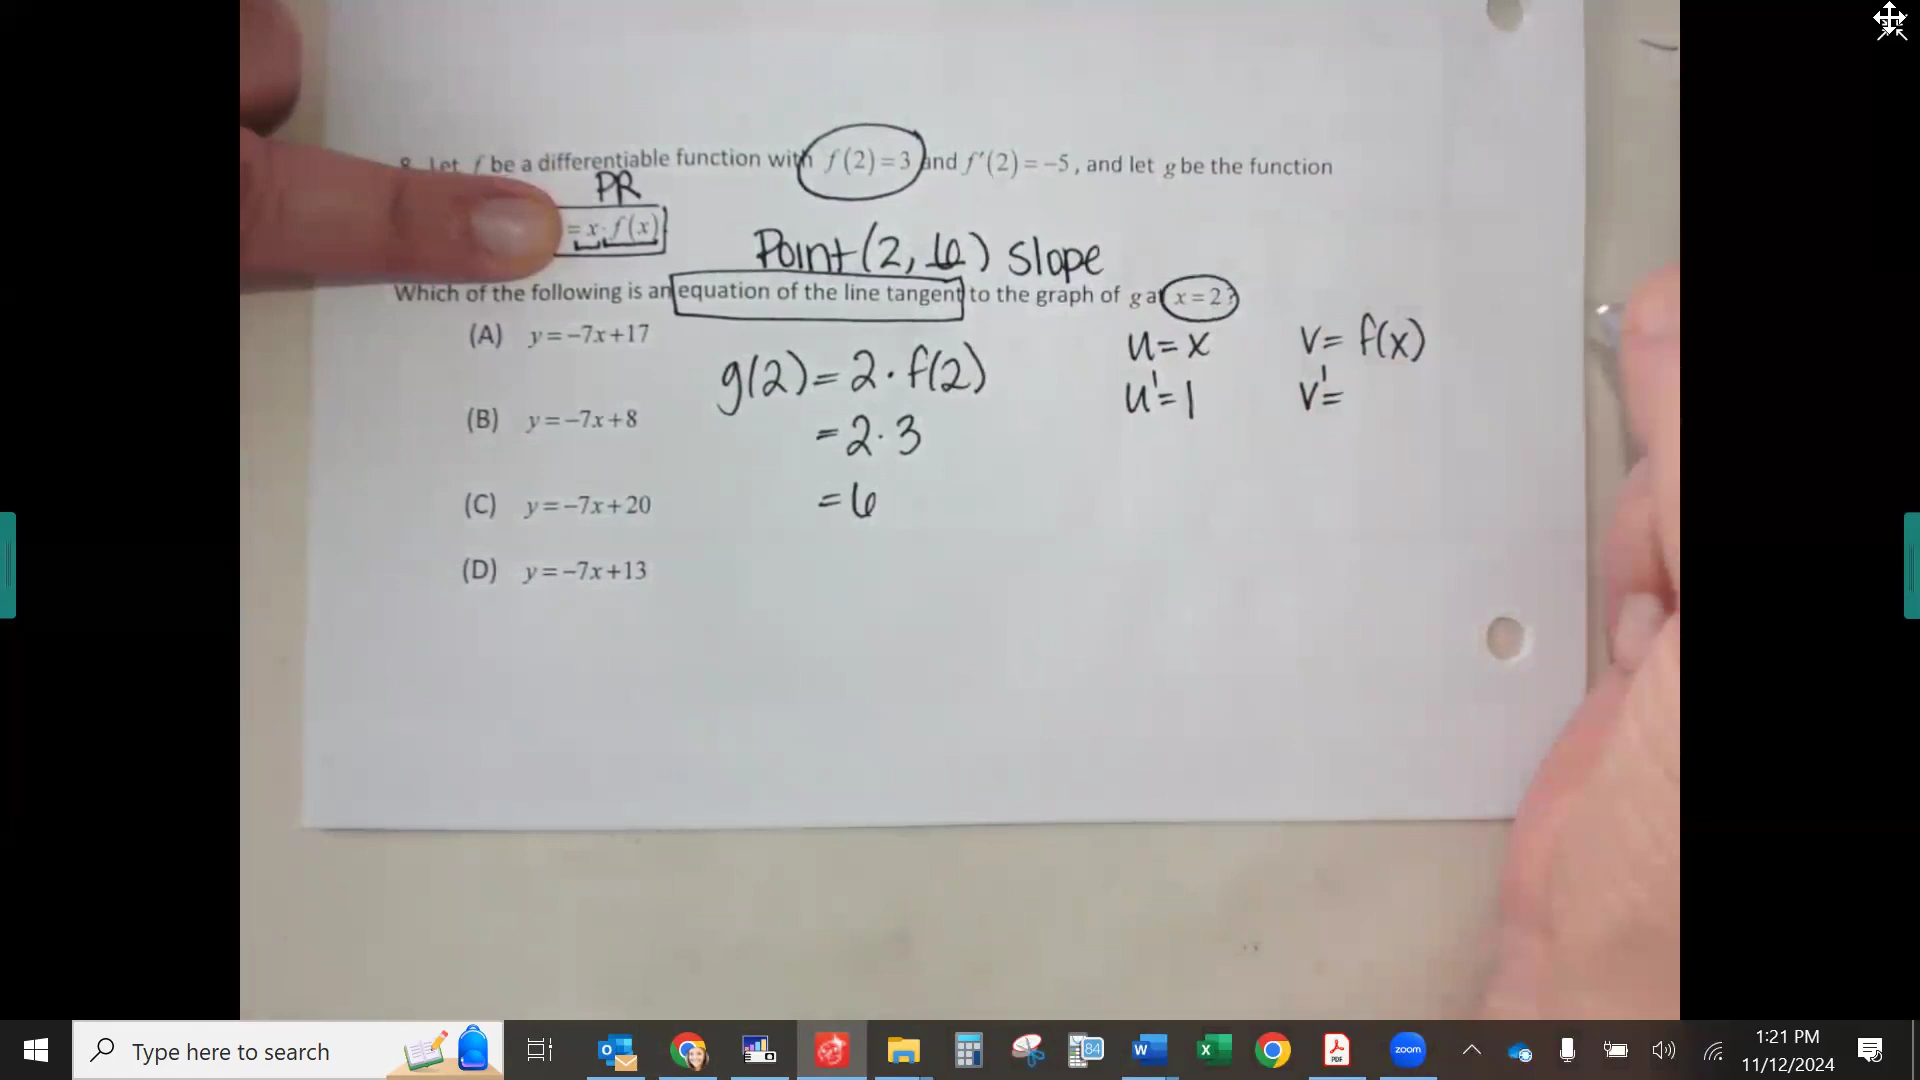 8. Let f be a differentiable function with f(2)=3 and f′(2)=−5, and let g be the function
PR
=x·f(x)
Point (2, 6) slope
Which of the following is an equation of the line tangent to the graph of g at x=2?
(A) y=−7x+17
(B) y=−7x+8
(C) y=−7x+20
(D) y=−7x+13
g(2)=2·f(2)
=2·3
=6
u=x v=f(x)
u'=1 v'=
Type here to search
84
zoom
1:21 PM
11/12/2024